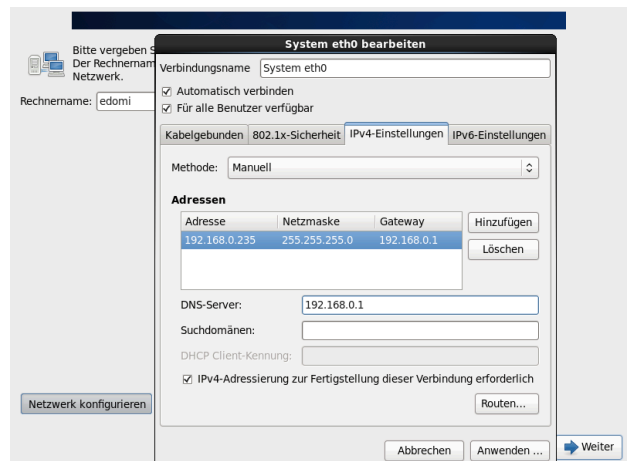 Bitte vergeben S
Der Rechnernam
Netzwerk.
Rechnername: edomi
System eth0 bearbeiten
Verbindungsname System eth0
Automatisch verbinden
Für alle Benutzer verfügbar
Kabelgebunden 802.1x-Sicherheit IPv4-Einstellungen IPv6-Einstellungen
Methode: Manuell
Adressen
Adresse Netzmaske Gateway
192.168.0.235 255.255.255.0 192.168.0.1
Hinzufügen
Löschen
DNS-Server: 192.168.0.1
Suchdomänen:
DHCP Client-Kennung:
IPv4-Adressierung zur Fertigstellung dieser Verbindung erforderlich
Routen...
Netzwerk konfigurieren
Abbrechen Anwenden ...
Weiter